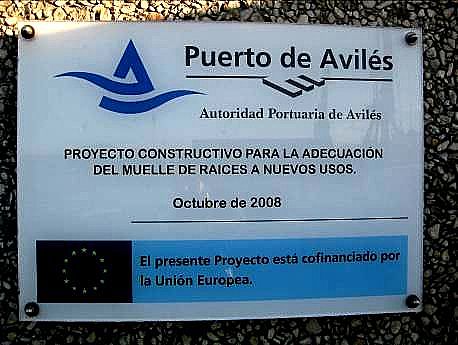 Puerto de Avilés
Autoridad Portuaria de Avilés
PROYECTO CONSTRUCTIVO PARA LA ADECUACIÓN
DEL MUELLE DE RAICES A NUEVOS USOS.
Octubre de 2008
El presente Proyecto está cofinanciado por
la Unión Europea.